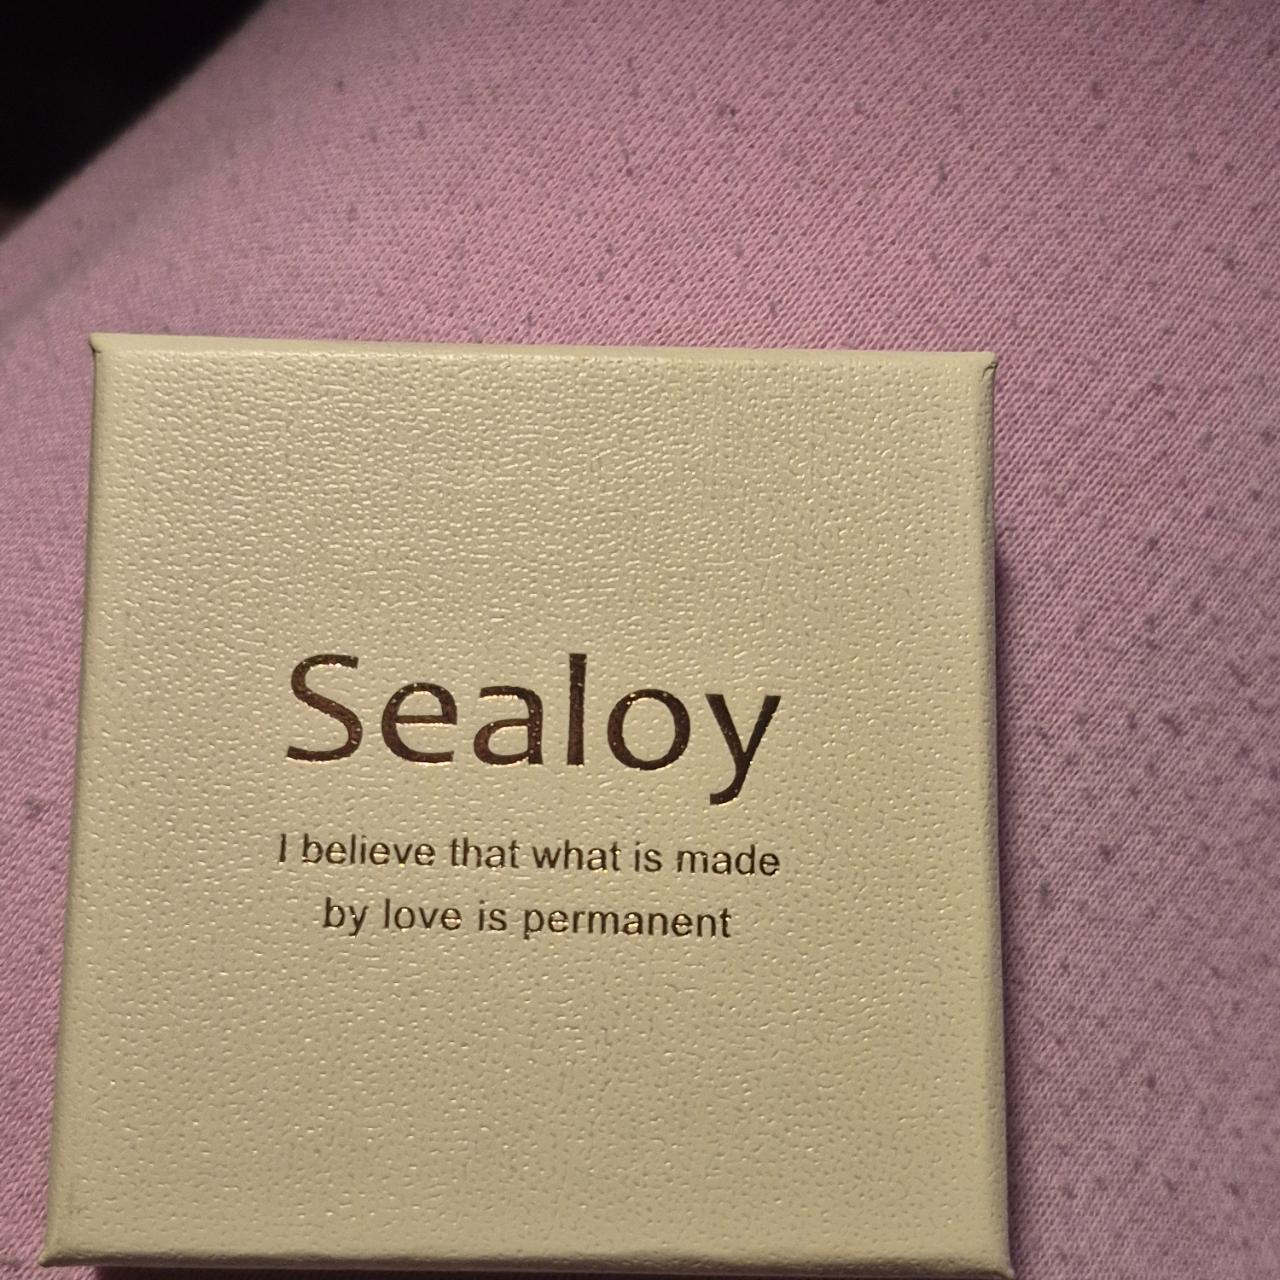 Sealoy
I believe that what is made
by love is permanent